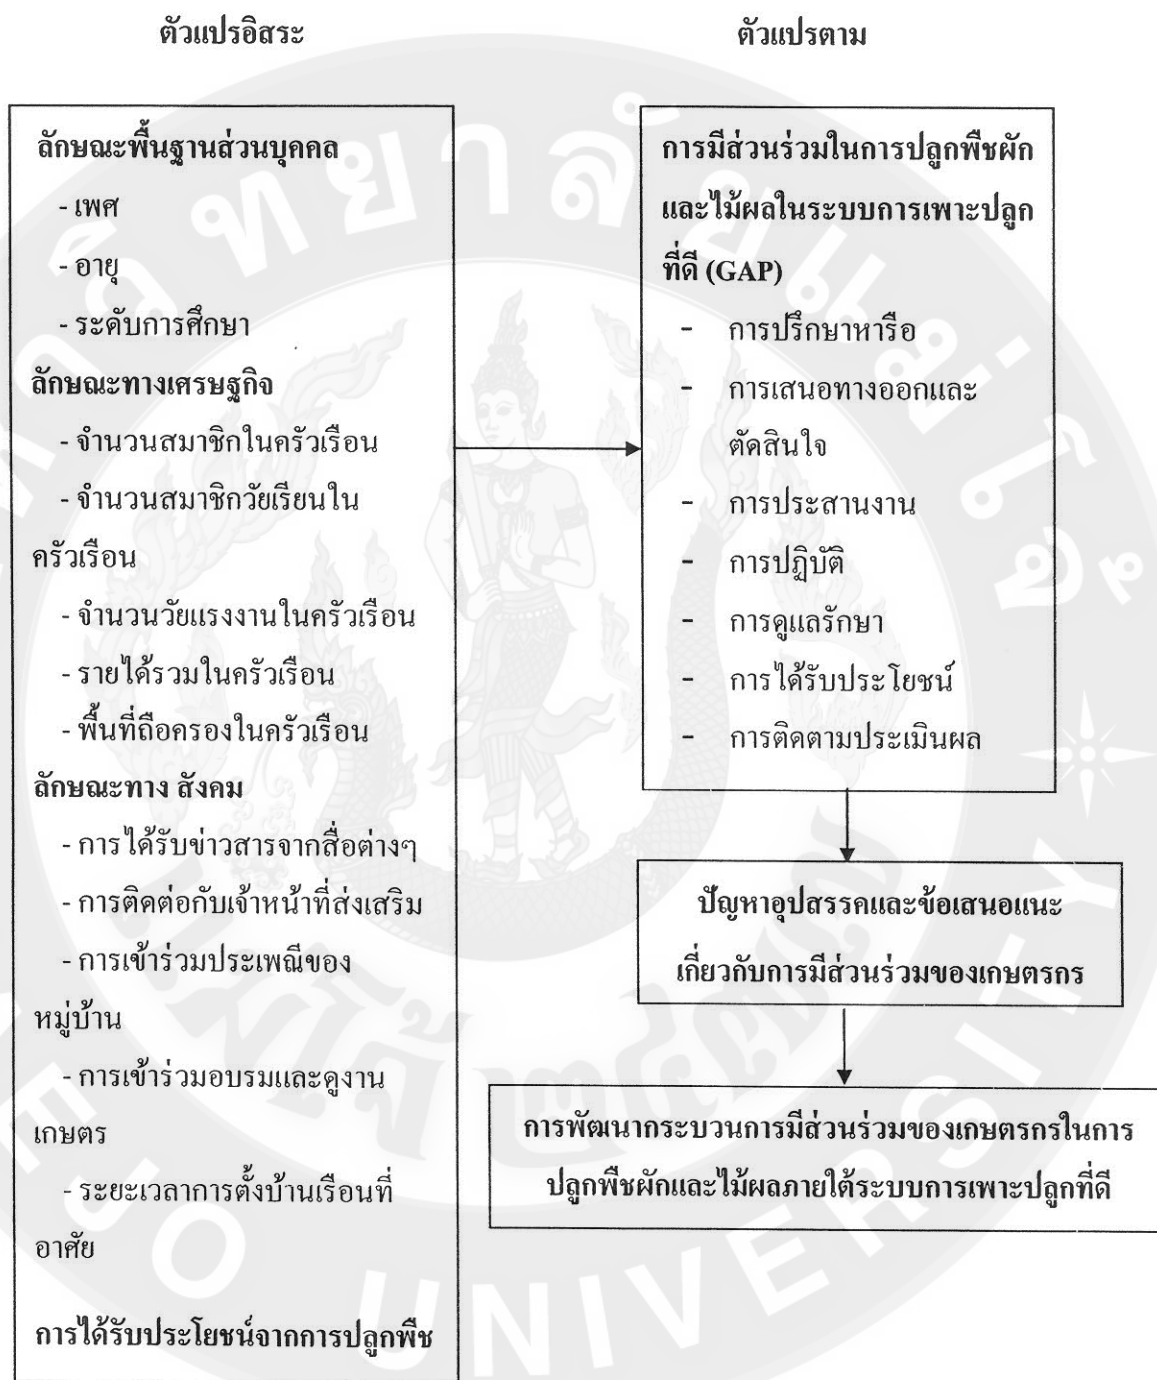 ตัวแปรอิสระ
ตัวแปรตาม
ลักษณะพื้นฐานส่วนบุคคล
- เพศ
- อายุ
- ระดับการศึกษา
ลักษณะทางเศรษฐกิจ
- จำนวนสมาชิกในครัวเรือน
- จำนวนสมาชิกวัยเรียนใน
ครัวเรือน
- จำนวนวัยแรงงานในครัวเรือน
- รายได้รวมในครัวเรือน
- พื้นที่ถือครองในครัวเรือน
ลักษณะทาง สังคม
- การได้รับข่าวสารจากสื่อต่างๆ
- การติดต่อกับเจ้าหน้าที่ส่งเสริม
- การเข้าร่วมประเพณีของ
หมู่บ้าน
- การเข้าร่วมอบรมและดูงาน
เกษตร
- ระยะเวลาการตั้งบ้านเรือนที่
อาศัย
การได้รับประโยชน์จากการปลูกพืช
การมีส่วนร่วมในการปลูกพืชผัก
และไม้ผลในระบบการเพาะปลูก
ที่ดี (GAP)
- การปรึกษาหารือ
- การเสนอทางออกและ
ตัดสินใจ
- การประสานงาน
- การปฏิบัติ
- การดูแลรักษา
- การได้รับประโยชน์
- การติดตามประเมินผล
ปัญหาอุปสรรคและข้อเสนอแนะ
เกี่ยวกับการมีส่วนร่วมของเกษตรกร
การพัฒนากระบวนการมีส่วนร่วมของเกษตรกรในการ
ปลูกพืชผักและไม้ผลภายใต้ระบบการเพาะปลูกที่ดี